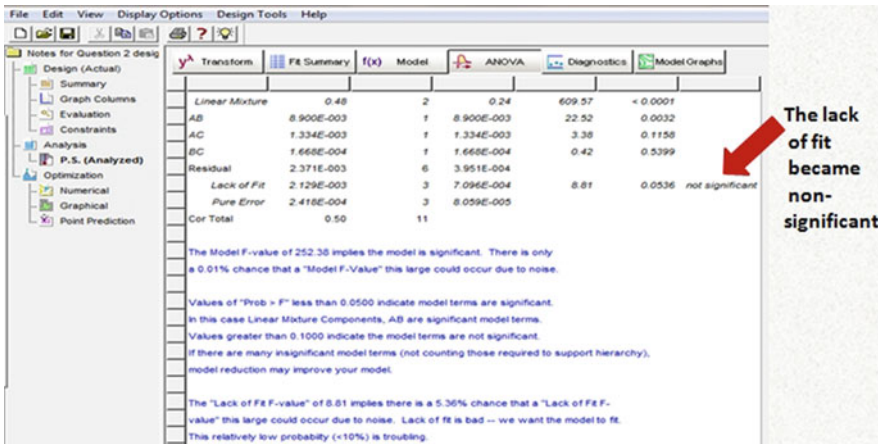 File Edit View Display Options Design Tools Help
Notes for Question 2 desig
Design (Actual)
Summary
Graph Columns
Evaluation
Constraints
Analysis
P.S. (Analyzed)
Optimization
Numerical
Graphical
Point Prediction
yλ Transform Fit Summary f(x) Model ANOVA Diagnostics Model Graphs
Linear Mixture 0.48 2 0.24 609.57 < 0.0001
AB 8.900E-003 1 8.900E-003 22.52 0.0032
AC 1.334E-003 1 1.334E-003 3.38 0.1158
BC 1.668E-004 1 1.668E-004 0.42 0.5399
Residual 2.371E-003 6 3.951E-004
Lack of Fit 2.129E-003 3 7.096E-004 8.81 0.0536 not significant
Pure Error 2.418E-004 3 8.059E-005
Cor Total 0.50 11
The Model F-value of 252.38 implies the model is significant. There is only
a 0.01% chance that a "Model F-Value" this large could occur due to noise.
Values of "Prob > F" less than 0.0500 indicate model terms are significant.
In this case Linear Mixture Components, AB are significant model terms.
Values greater than 0.1000 indicate the model terms are not significant.
If there are many insignificant model terms (not counting those required to support hierarchy),
model reduction may improve your model.
The "Lack of Fit F-value" of 8.81 implies there is a 5.36% chance that a "Lack of Fit F-
value" this large could occur due to noise. Lack of fit is bad -- we want the model to fit.
This relatively low probability (<10%) is troubling.
The lack
of fit
became
non-
significant